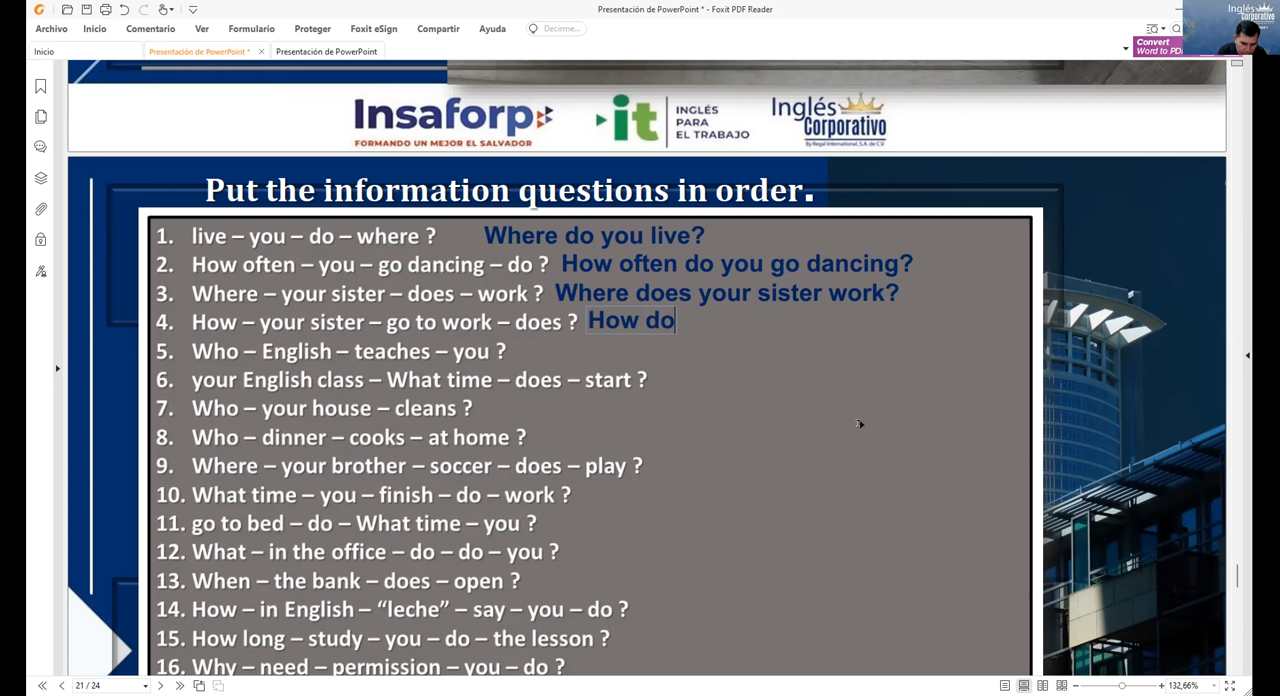 Presentación de PowerPoint * - Foxit PDF Reader
Archivo Inicio Comentario Ver Formulario Proteger Foxit eSign Compartir Ayuda Decirme...
Inicio Presentación de PowerPoint * Presentación de PowerPoint
Convert
Word to PD
Inglés
Corporativo
Insaforp
FORMANDO UN MEJOR EL SALVADOR
it
INGLÉS
PARA
EL TRABAJO
Inglés
Corporativo
By Regal International, S.A. de C.V.
Put the information questions in order.
1. live – you – do – where ? Where do you live?
2. How often – you – go dancing – do ? How often do you go dancing?
3. Where – your sister – does – work ? Where does your sister work?
4. How – your sister – go to work – does ? How do
5. Who – English – teaches – you ?
6. your English class – What time – does – start ?
7. Who – your house – cleans ?
8. Who – dinner – cooks – at home ?
9. Where – your brother – soccer – does – play ?
10. What time – you – finish – do – work ?
11. go to bed – do – What time – you ?
12. What – in the office – do – do – you ?
13. When – the bank – does – open ?
14. How – in English – “leche” – say – you – do ?
15. How long – study – you – do – the lesson ?
16. Why – need – permission – you – do ?
21 / 24
132,66%